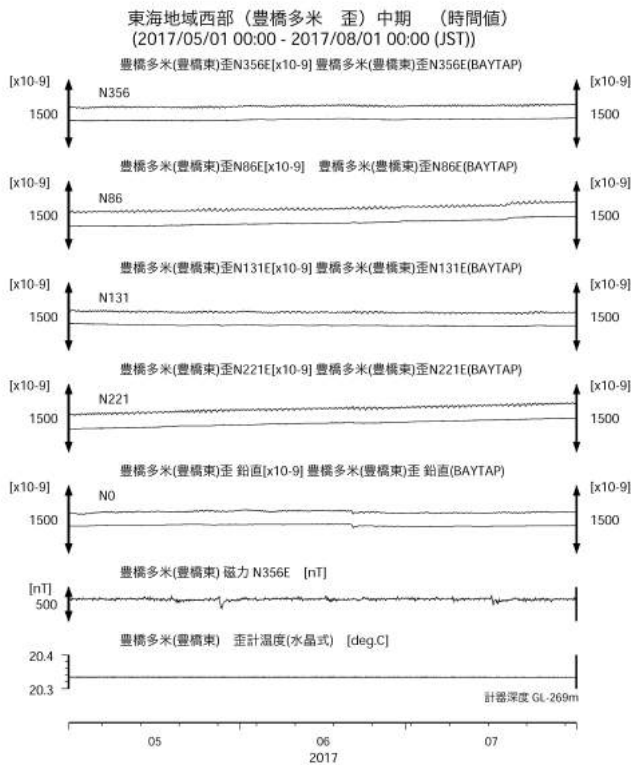 東海地域西部（豊橋多米　歪）中期　（時間値）
(2017/05/01 00:00 - 2017/08/01 00:00 (JST))
豊橋多米(豊橋東)歪N356E[x10-9] 豊橋多米(豊橋東)歪N356E(BAYTAP)
[x10-9] [x10-9]
N356
1500 1500
豊橋多米(豊橋東)歪N86E[x10-9]　豊橋多米(豊橋東)歪N86E(BAYTAP)
[x10-9] [x10-9]
N86
1500 1500
豊橋多米(豊橋東)歪N131E[x10-9] 豊橋多米(豊橋東)歪N131E(BAYTAP)
[x10-9] [x10-9]
N131
1500 1500
豊橋多米(豊橋東)歪N221E[x10-9] 豊橋多米(豊橋東)歪N221E(BAYTAP)
[x10-9] [x10-9]
N221
1500 1500
豊橋多米(豊橋東)歪 鉛直[x10-9] 豊橋多米(豊橋東)歪 鉛直(BAYTAP)
[x10-9] [x10-9]
N0
1500 1500
豊橋多米(豊橋東) 磁力 N356E　[nT]
[nT]
500
豊橋多米(豊橋東)　歪計温度(水晶式)　[deg.C]
20.4
20.3
計器深度 GL-269m
05 06 07
2017